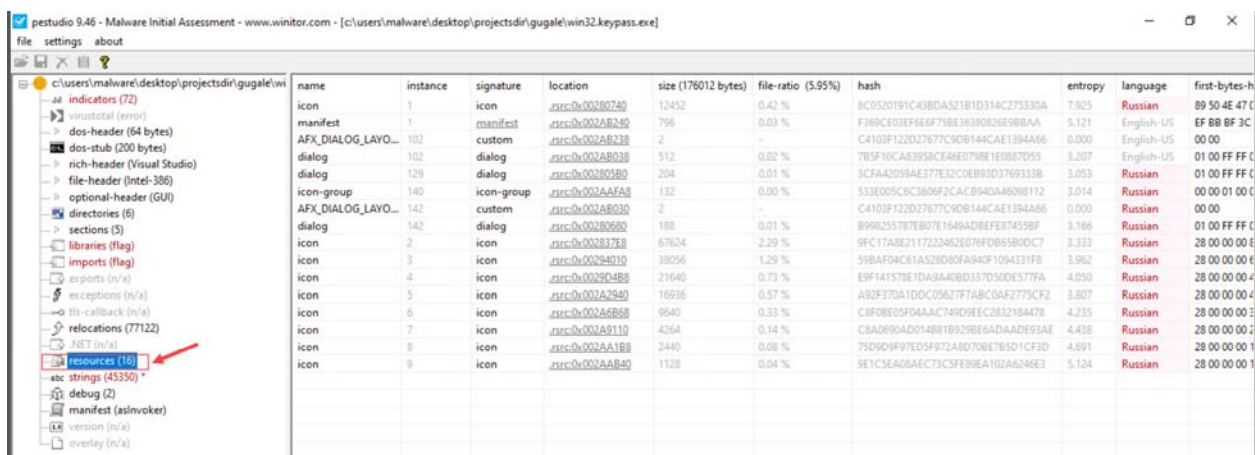 pestudio 9.46 - Malware Initial Assessment - www.winitor.com - [c:\users\malware\desktop\projectsdir\gugale\win32.keypass.exe]
file settings about
c:\users\malware\desktop\projectsdir\gugale\wi
indicators (72)
virustotal (error)
dos-header (64 bytes)
dos-stub (200 bytes)
rich-header (Visual Studio)
file-header (Intel-386)
optional-header (GUI)
directories (6)
sections (5)
libraries (flag)
imports (flag)
exports (n/a)
exceptions (n/a)
tls-callback (n/a)
relocations (77122)
.NET (n/a)
resources (16)
abc strings (45350) *
debug (2)
manifest (asInvoker)
version (n/a)
overlay (n/a)
name instance signature location size (176012 bytes) file-ratio (5.95%) hash entropy language first-bytes-h
icon 1 icon .rsrc:0x00280740 12452 0.42 % 8C0520191C43BDA521B1D314C275330A 7.925 Russian 89 50 4E 47
manifest 1 manifest .rsrc:0x002AB240 796 0.03 % F369CE03EF6E6F75BE36380826E9BBAA 5.121 English-US EF BB BF 3C
AFX_DIALOG_LAYO... 102 custom .rsrc:0x002AB238 2 - C4103F122D27677C9DB144CAE1394A66 0.000 English-US 00 00
dialog 102 dialog .rsrc:0x002AB038 512 0.02 % 7B5F10CA83958CE46E0798E1E0887D55 3.207 English-US 01 00 FF FF
dialog 129 dialog .rsrc:0x002805B0 204 0.01 % 3CFA42059AE377E32C0EB93D3769333B 3.053 Russian 01 00 FF FF
icon-group 140 icon-group .rsrc:0x002AAFA8 132 0.00 % 533E005C6C3606F2CACB940A46098112 3.014 Russian 00 00 01 00
AFX_DIALOG_LAYO... 142 custom .rsrc:0x002AB030 2 - C4103F122D27677C9DB144CAE1394A66 0.000 Russian 00 00
dialog 142 dialog .rsrc:0x00280680 188 0.01 % B998255787EB07E1649ADBEFE87455BF 3.166 Russian 01 00 FF FF
icon 2 icon .rsrc:0x002837E8 67624 2.29 % 9FC17A8E2117222462E076FDB65B0DC7 3.333 Russian 28 00 00 00
icon 3 icon .rsrc:0x00294010 38056 1.29 % 59BAF04C61A528D80FA940F1094331F8 3.962 Russian 28 00 00 00
icon 4 icon .rsrc:0x0029D4B8 21640 0.73 % E9F141578E1DA9A40BD337D50DE577FA 4.050 Russian 28 00 00 00
icon 5 icon .rsrc:0x002A2940 16936 0.57 % A92F370A1DDC05627F7ABC0AF2775CF2 3.807 Russian 28 00 00 00
icon 6 icon .rsrc:0x002A6B68 9640 0.33 % C8F0BE05F04AAC749D9EEC2832184478 4.235 Russian 28 00 00 00
icon 7 icon .rsrc:0x002A9110 4264 0.14 % C8A0690AD014B81B929BE6ADAADE93AE 4.438 Russian 28 00 00 00
icon 8 icon .rsrc:0x002AA1B8 2440 0.08 % 75D9D9F97ED5F972A8D70BE7B5D1CF3D 4.691 Russian 28 00 00 00
icon 9 icon .rsrc:0x002AAB40 1128 0.04 % 9E1C5EA08AEC73C5FE89EA102A6246E3 5.124 Russian 28 00 00 00